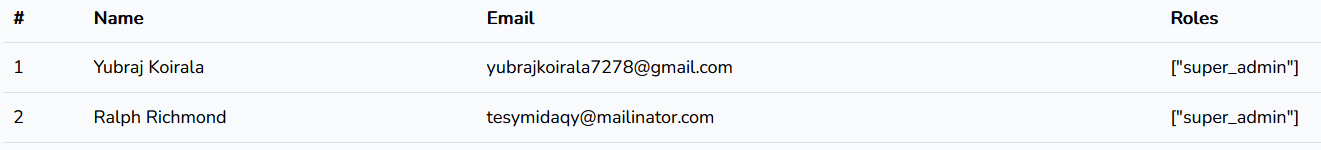 # Name Email Roles
1 Yubraj Koirala yubrajkoirala7278@gmail.com ["super_admin"]
2 Ralph Richmond tesymidaqy@mailinator.com ["super_admin"]